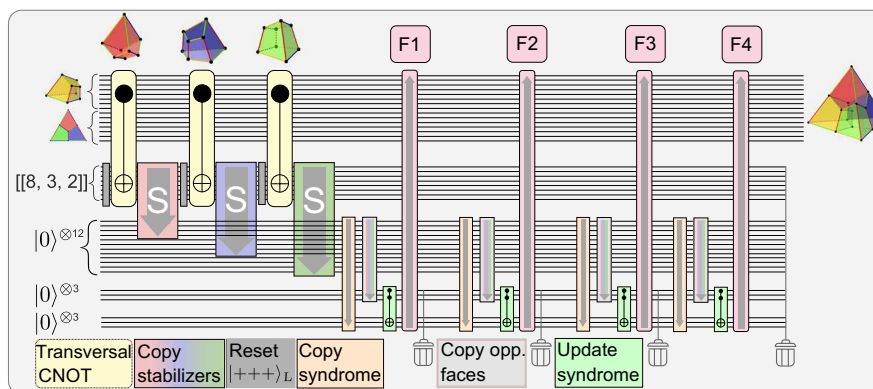 F1 F2 F3 F4
[[8, 3, 2]]
S S S
|0⟩⊗12
|0⟩⊗3
|0⟩⊗3
Transversal CNOT
Copy stabilizers
Reset |+++⟩L
Copy syndrome
Copy opp. faces
Update syndrome